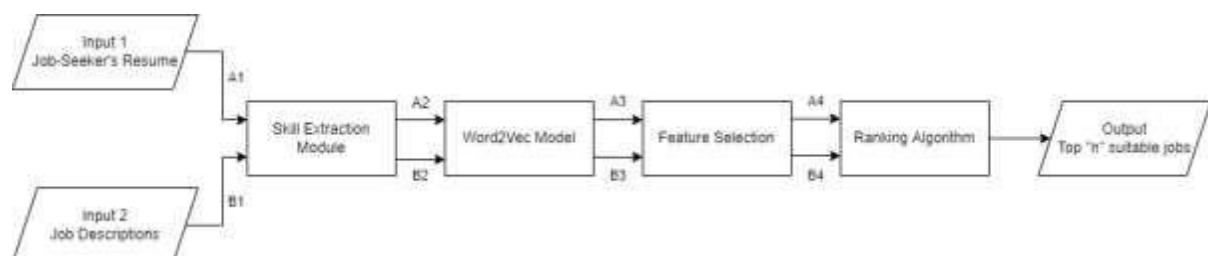 Input 1
Job-Seeker's Resume
A1
Skill Extraction
Module
A2
B2
Word2Vec Model
A3
B3
Feature Selection
A4
B4
Ranking Algorithm
Output
Top "n" suitable jobs
B1
Input 2
Job Descriptions